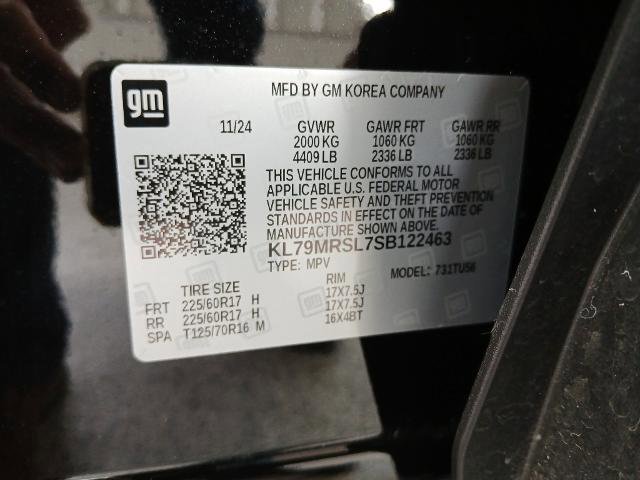 gm
MFD BY GM KOREA COMPANY
11/24 GVWR GAWR FRT GAWR RR
2000 KG 1060 KG 1060 KG
4409 LB 2336 LB 2336 LB
THIS VEHICLE CONFORMS TO ALL
APPLICABLE U.S. FEDERAL MOTOR
VEHICLE SAFETY AND THEFT PREVENTION
STANDARDS IN EFFECT ON THE DATE OF
MANUFACTURE SHOWN ABOVE.
KL79MRSL7SB122463
TYPE: MPV MODEL: 731TU56
TIRE SIZE RIM
FRT 225/60R17 H 17X7.5J
RR 225/60R17 H 17X7.5J
SPA T125/70R16 M 16X4BT